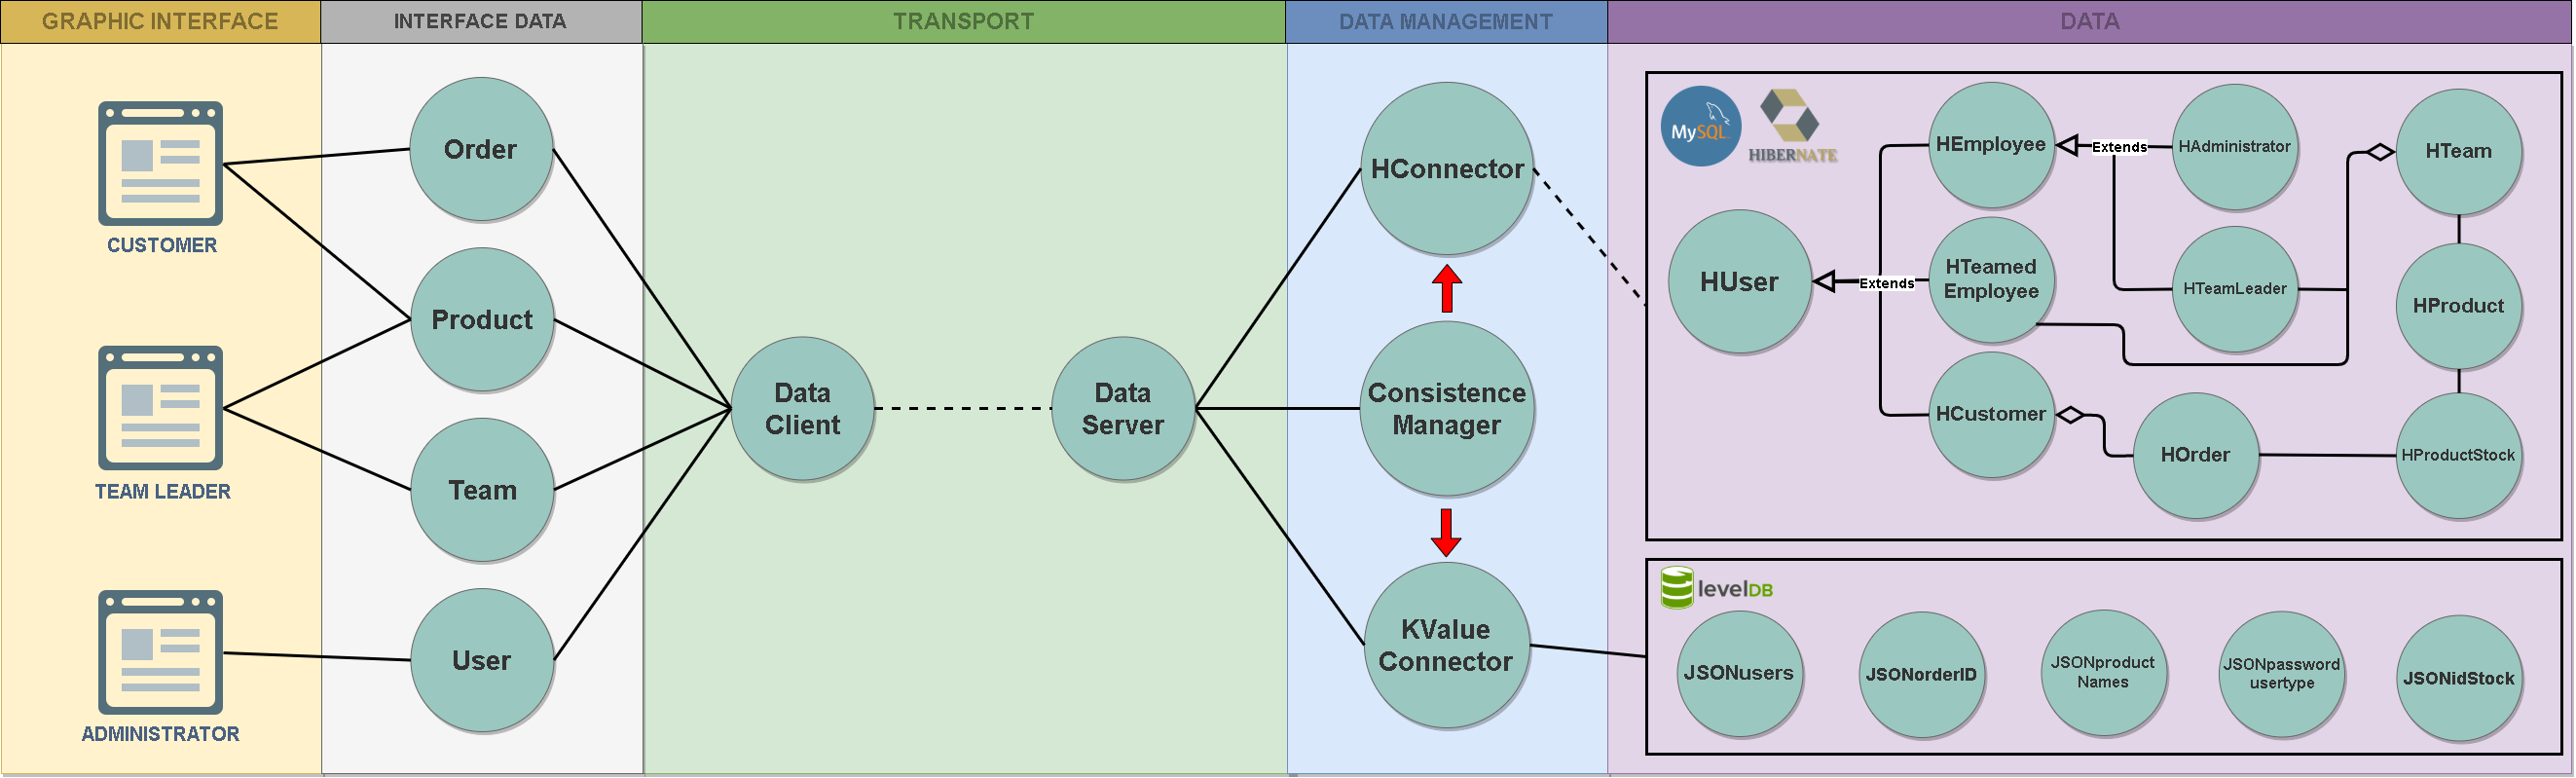 GRAPHIC INTERFACE
INTERFACE DATA
TRANSPORT
DATA MANAGEMENT
DATA
CUSTOMER
TEAM LEADER
ADMINISTRATOR
Order
Product
Team
User
Data
Client
Data
Server
HConnector
Consistence
Manager
KValue
Connector
MySQL
HIBERNATE
HUser
Extends
HEmployee
HTeamed
Employee
HCustomer
Extends
HAdministrator
HTeamLeader
HOrder
HTeam
HProduct
HProductStock
levelDB
JSONusers
JSONorderID
JSONproduct
Names
JSONpassword
usertype
JSONidStock